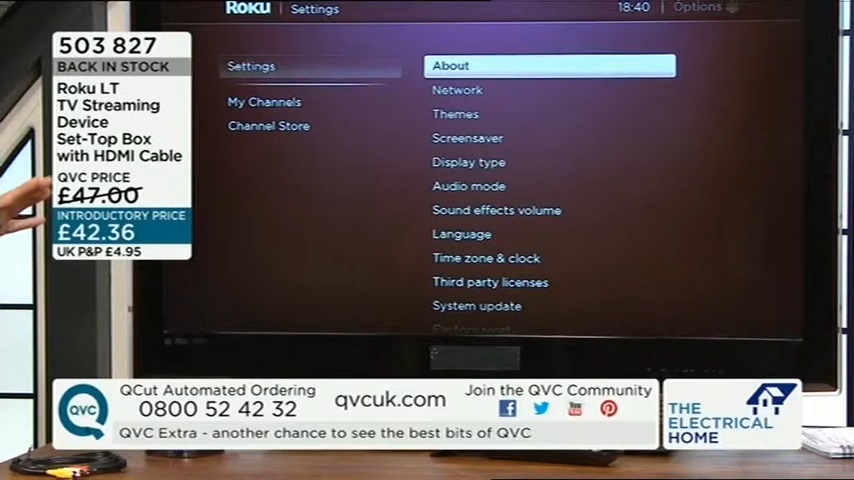 Roku | Settings 18:40 | Options
Settings
My Channels
Channel Store
About
Network
Themes
Screensaver
Display type
Audio mode
Sound effects volume
Language
Time zone & clock
Third party licenses
System update
Factory reset
503 827
BACK IN STOCK
Roku LT
TV Streaming
Device
Set-Top Box
with HDMI Cable
QVC PRICE
£47.00
INTRODUCTORY PRICE
£42.36
UK P&P £4.95
QVC
QCut Automated Ordering
0800 52 42 32
qvcuk.com
Join the QVC Community
QVC Extra - another chance to see the best bits of QVC
THE
ELECTRICAL
HOME